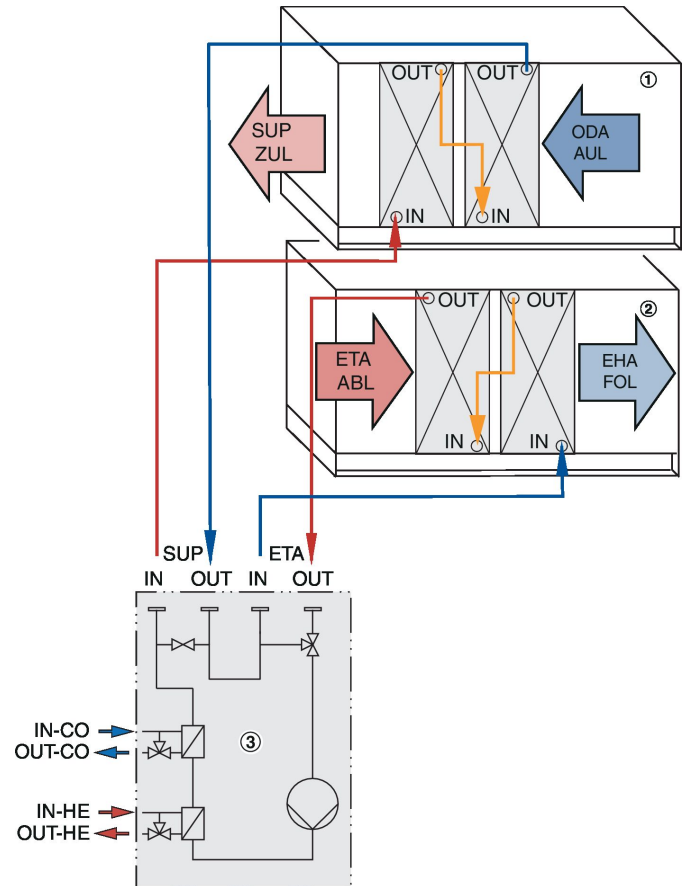 OUT OUT ①
SUP
ZUL
ODA
AUL
IN IN
OUT OUT ②
ETA
ABL
EHA
FOL
IN IN
SUP ETA
IN OUT IN OUT
IN-CO
OUT-CO
③
IN-HE
OUT-HE